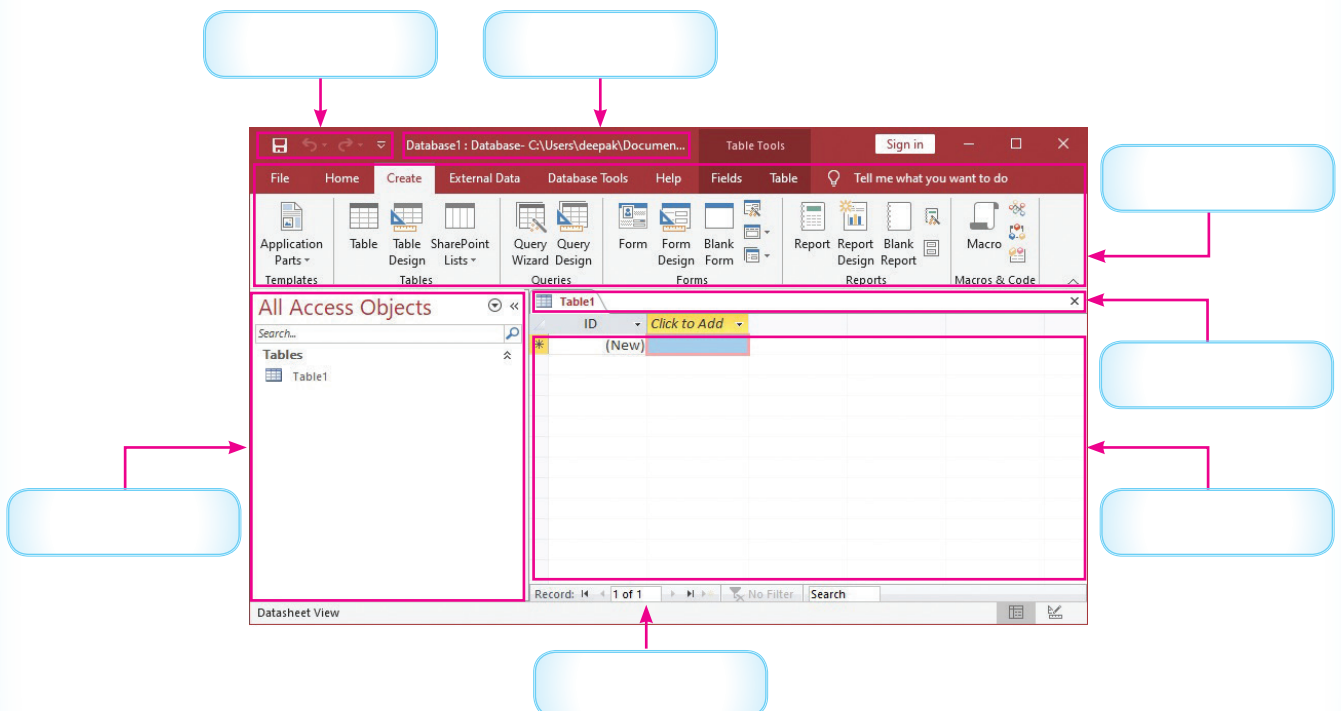 Database1 : Database- C:\Users\deepak\Documen...
Table Tools
Sign in
File Home Create External Data Database Tools Help Fields Table Tell me what you want to do
Application Parts
Table
Table Design
SharePoint Lists
Query Wizard
Query Design
Form
Form Design
Blank Form
Report
Report Design
Blank Report
Macro
Templates
Tables
Queries
Forms
Reports
Macros & Code
All Access Objects
Search...
Tables
Table1
Table1
ID Click to Add
(New)
Record: 1 of 1 No Filter Search
Datasheet View